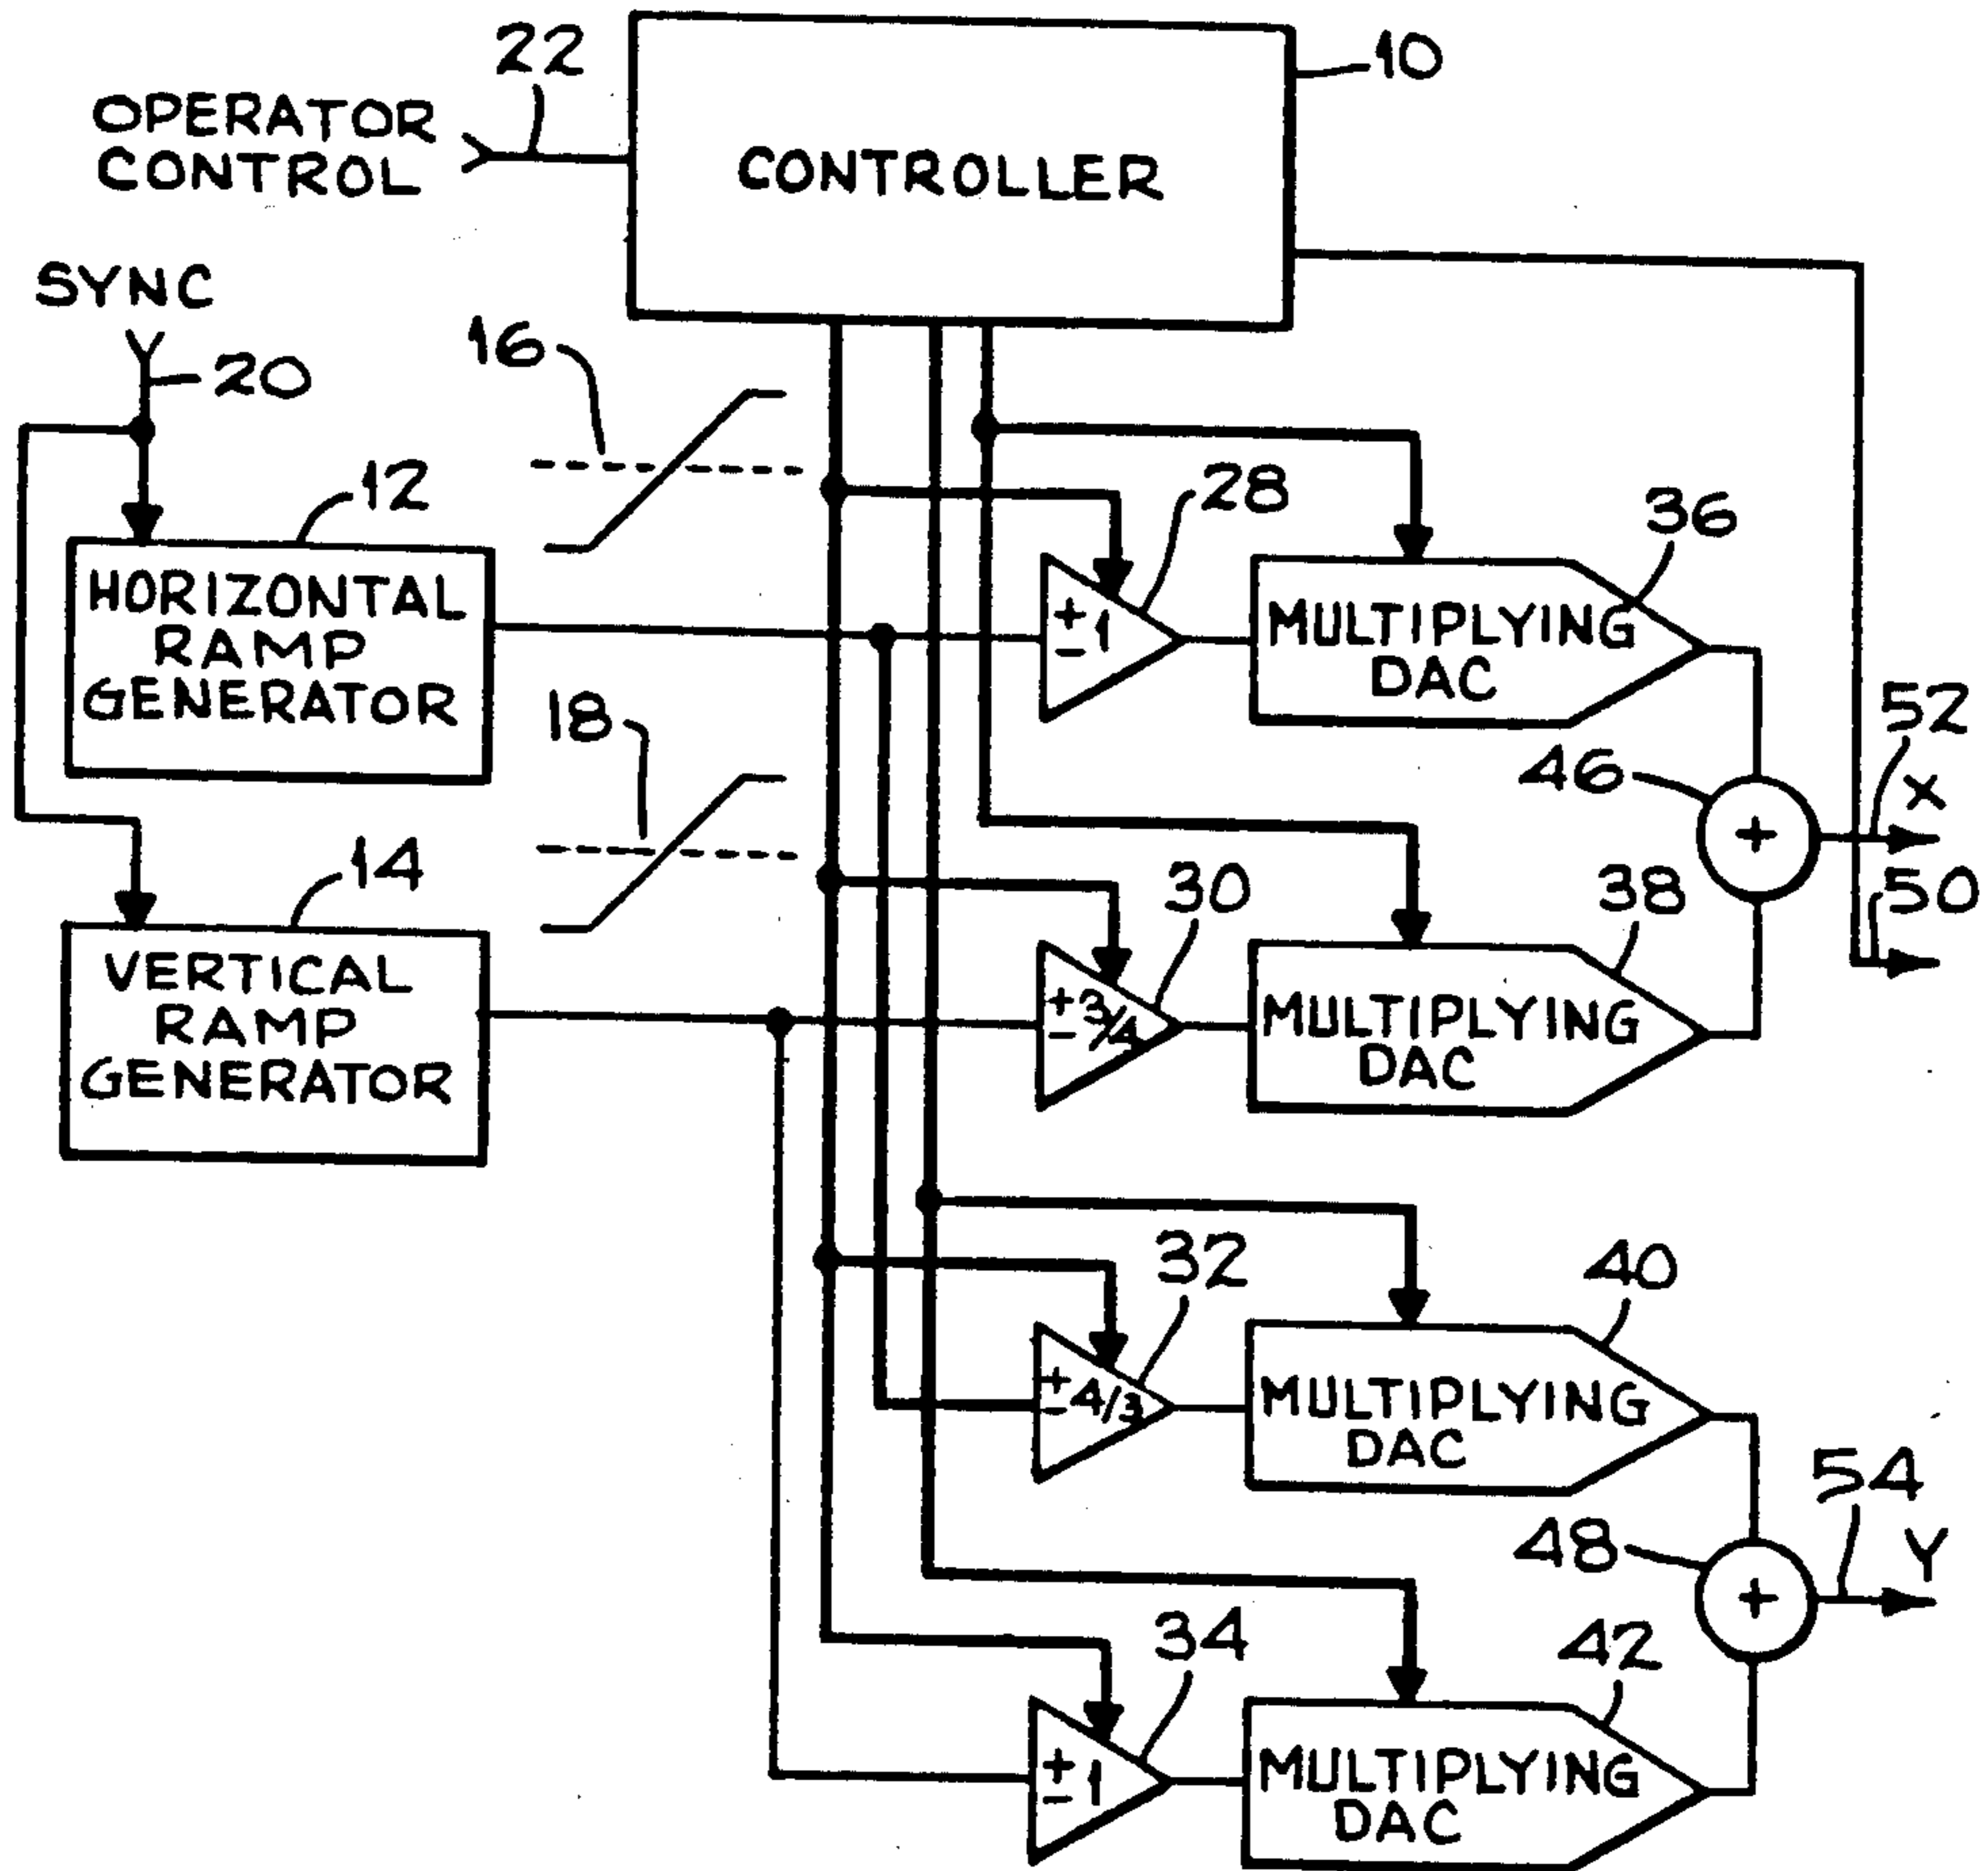 22
10
OPERATOR
CONTROL
CONTROLLER
SYNC
20
16
12
28
36
HORIZONTAL
RAMP
GENERATOR
± 1
MULTIPLYING
DAC
18
46
52
X
14
30
38
50
VERTICAL
RAMP
GENERATOR
± 3/4
MULTIPLYING
DAC
32
40
± 4/3
MULTIPLYING
DAC
54
48
Y
34
42
± 1
MULTIPLYING
DAC
+
+